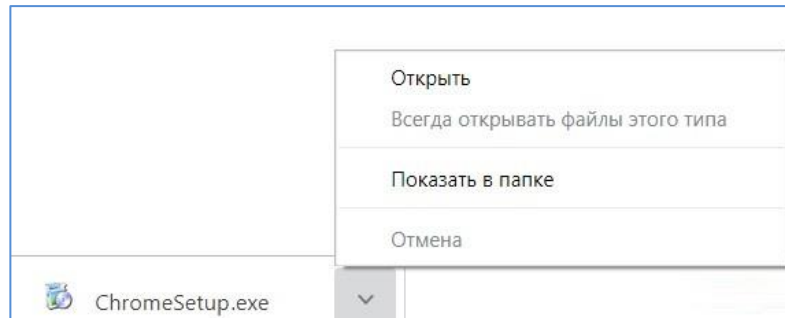 Открыть
Всегда открывать файлы этого типа
Показать в папке
Отмена
ChromeSetup.exe